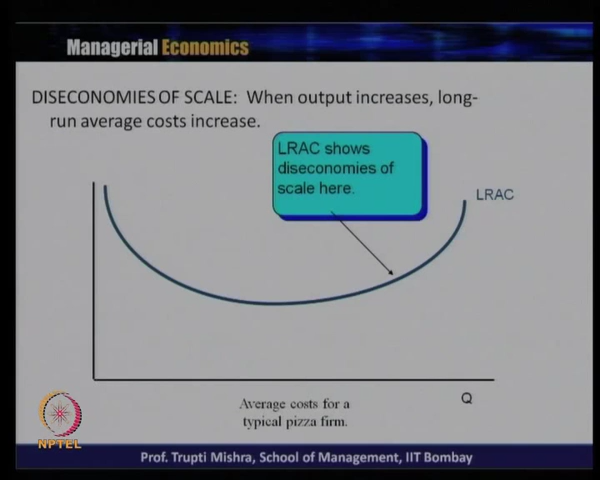 Managerial Economics
DISECONOMIES OF SCALE: When output increases, long-
run average costs increase.
LRAC shows
diseconomies of
scale here.
LRAC
Q
Average costs for a
typical pizza firm.
NPTEL
Prof. Trupti Mishra, School of Management, IIT Bombay